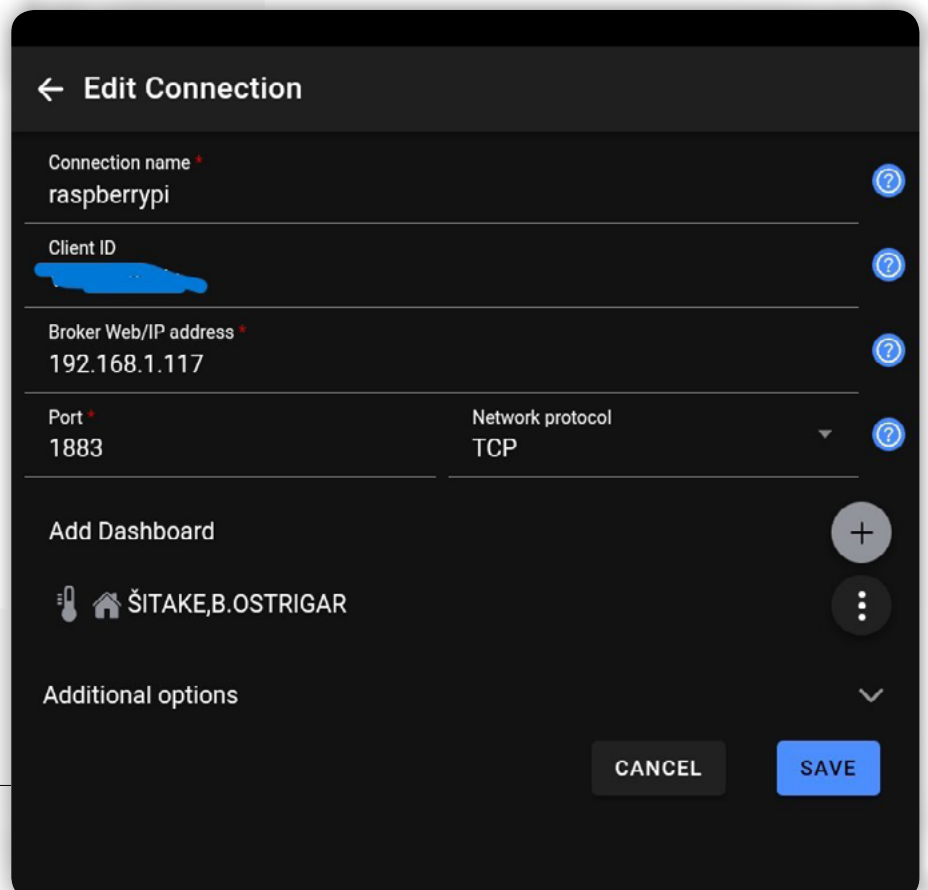 Edit Connection
Connection name *
raspberrypi
Client ID
Broker Web/IP address *
192.168.1.117
Port * Network protocol
1883 TCP
Add Dashboard
ŠITAKE,B.OSTRIGAR
Additional options
CANCEL SAVE